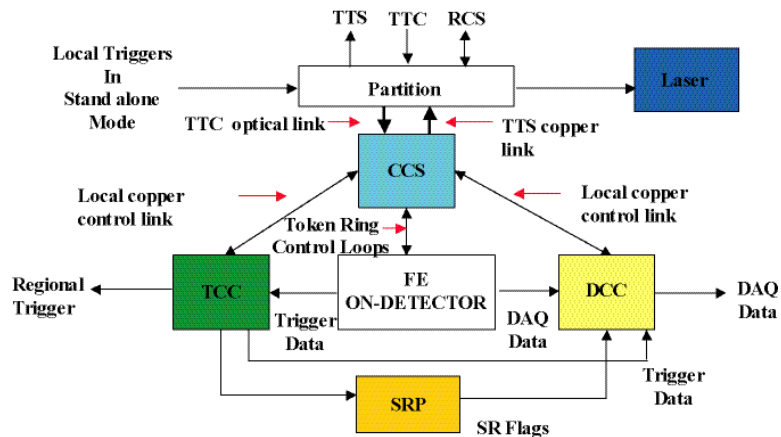 TTS TTC RCS
Local Triggers
In
Stand alone
Mode
Partition
Laser
TTC optical link
TTS copper
link
CCS
Local copper
control link
Local copper
control link
Token Ring
Control Loops
Regional
Trigger
TCC
FE
ON-DETECTOR
DCC
DAQ
Data
Trigger
Data
DAQ
Data
Trigger
Data
SRP
SR Flags